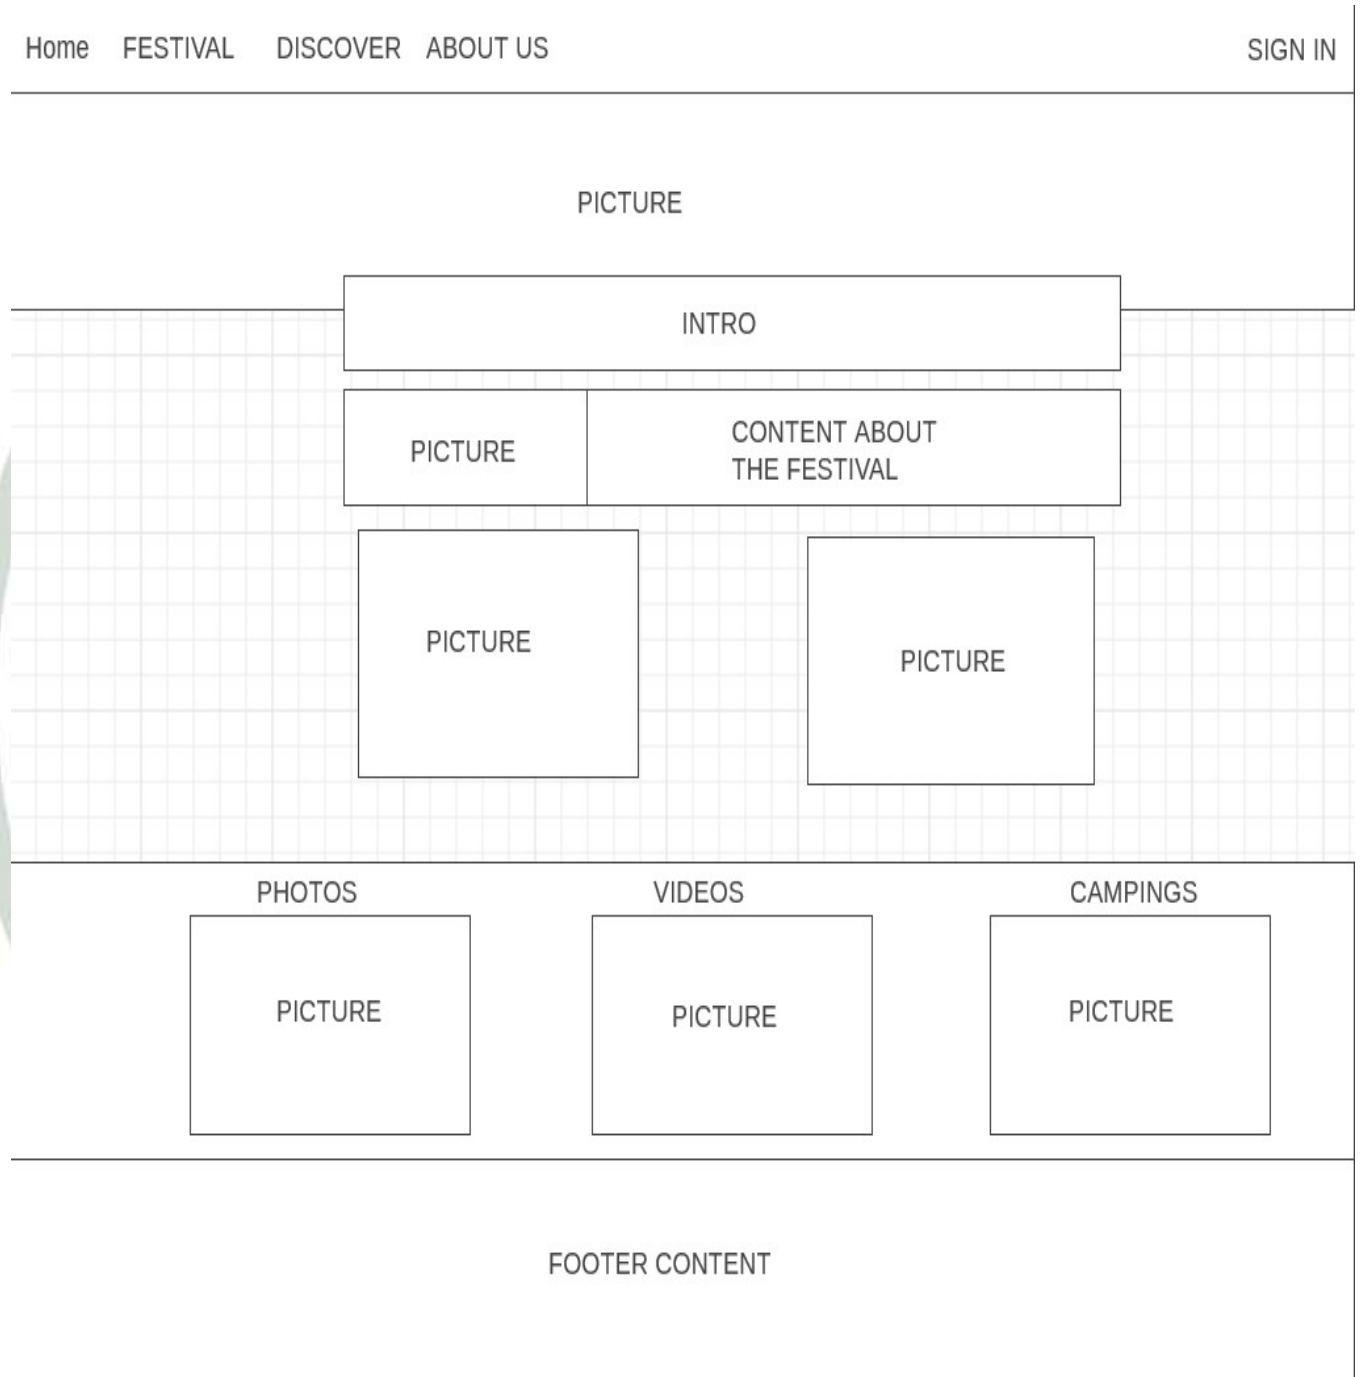 Home FESTIVAL DISCOVER ABOUT US SIGN IN
PICTURE
INTRO
PICTURE
CONTENT ABOUT
THE FESTIVAL
PICTURE
PICTURE
PHOTOS VIDEOS CAMPINGS
PICTURE PICTURE PICTURE
FOOTER CONTENT